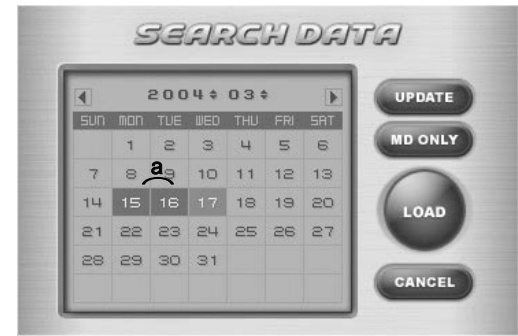 SEARCH DATA
2004 03
SUN MON TUE WED THU FRI SAT
1 2 3 4 5 6
a
7 8 9 10 11 12 13
14 15 16 17 18 19 20
21 22 23 24 25 26 27
28 29 30 31
UPDATE
MD ONLY
LOAD
CANCEL